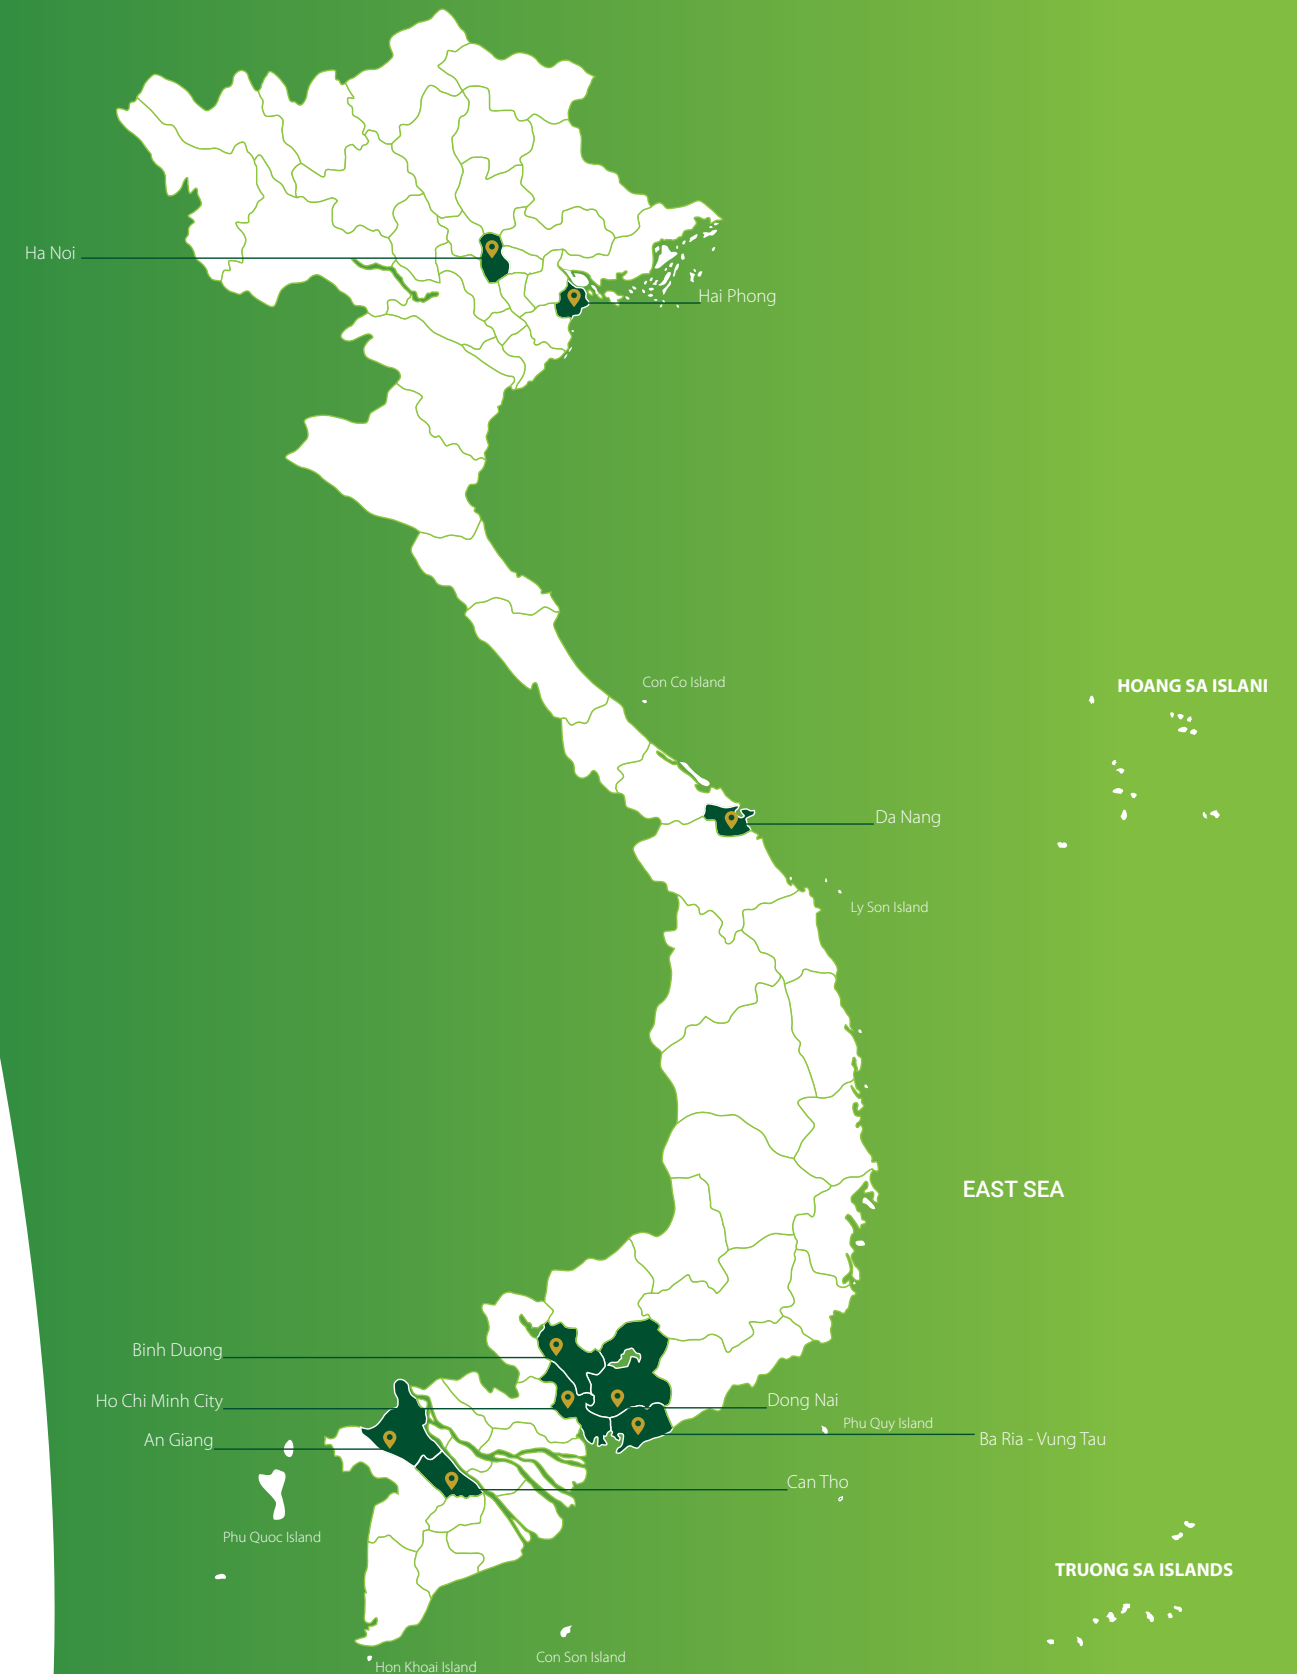 Ha Noi
Hai Phong
Con Co Island
HOANG SA ISLANI
Da Nang
Ly Son Island
EAST SEA
Binh Duong
Ho Chi Minh City
Dong Nai
Phu Quy Island
An Giang
Ba Ria - Vung Tau
Can Tho
Phu Quoc Island
TRUONG SA ISLANDS
Con Son Island
Hon Khoai Island